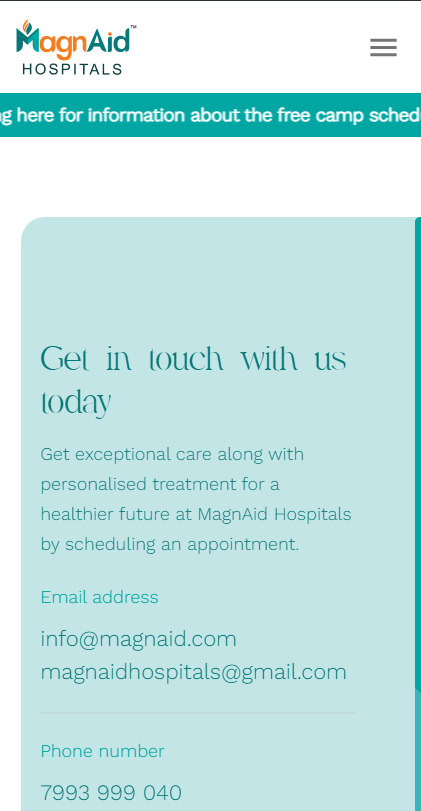 MagnAid™
HOSPITALS
here for information about the free camp
Get in touch with us
today
Get exceptional care along with
personalised treatment for a
healthier future at MagnAid Hospitals
by scheduling an appointment.
Email address
info@magnaid.com
magnaidhospitals@gmail.com
Phone number
7993 999 040